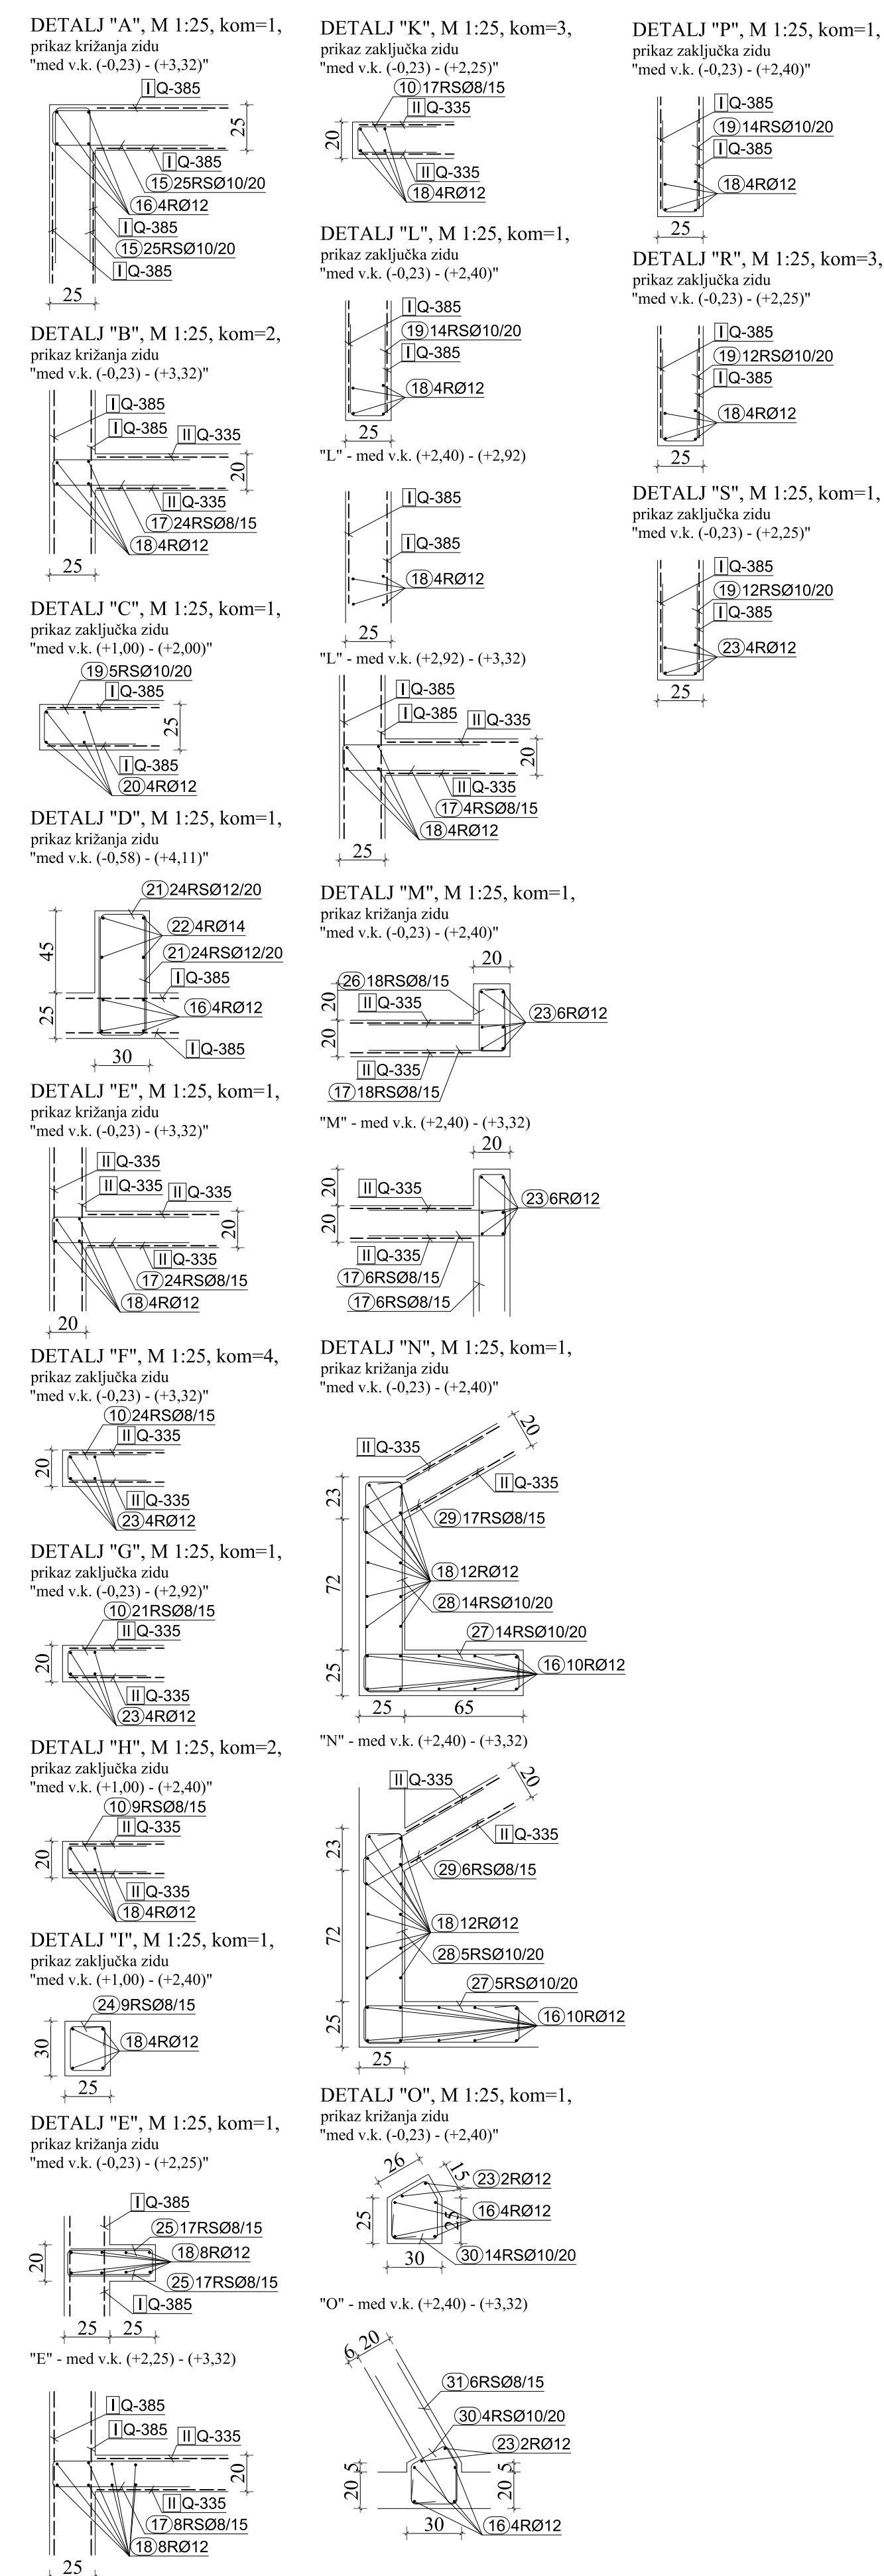 DETALJ "A", M 1:25, kom=1,
prikaz križanja zidu
"med v.k. (-0,23) - (+3,32)"
I Q-385
25
I Q-385
15 25RSØ10/20
16 4RØ12
I Q-385
15 25RSØ10/20
I Q-385
25
DETALJ "B", M 1:25, kom=2,
prikaz križanja zidu
"med v.k. (-0,23) - (+3,32)"
I Q-385
I Q-385
II Q-335
20
II Q-335
17 24RSØ8/15
18 4RØ12
25
DETALJ "C", M 1:25, kom=1,
prikaz zaključka zidu
"med v.k. (+1,00) - (+2,00)"
19 5RSØ10/20
I Q-385
25
I Q-385
20 4RØ12
DETALJ "D", M 1:25, kom=1,
prikaz križanja zidu
"med v.k. (-0,58) - (+4,11)"
21 24RSØ12/20
22 4RØ14
45
21 24RSØ12/20
I Q-385
25
16 4RØ12
I Q-385
30
DETALJ "E", M 1:25, kom=1,
prikaz križanja zidu
"med v.k. (-0,23) - (+3,32)"
II Q-335
II Q-335
II Q-335
20
II Q-335
17 24RSØ8/15
18 4RØ12
20
DETALJ "F", M 1:25, kom=4,
prikaz zaključka zidu
"med v.k. (-0,23) - (+3,32)"
10 24RSØ8/15
II Q-335
20
II Q-335
23 4RØ12
DETALJ "G", M 1:25, kom=1,
prikaz zaključka zidu
"med v.k. (-0,23) - (+2,92)"
10 21RSØ8/15
II Q-335
20
II Q-335
23 4RØ12
DETALJ "H", M 1:25, kom=2,
prikaz zaključka zidu
"med v.k. (+1,00) - (+2,40)"
10 9RSØ8/15
II Q-335
20
II Q-335
18 4RØ12
DETALJ "I", M 1:25, kom=1,
prikaz zaključka zidu
"med v.k. (+1,00) - (+2,40)"
24 9RSØ8/15
30
18 4RØ12
25
DETALJ "E", M 1:25, kom=1,
prikaz križanja zidu
"med v.k. (-0,23) - (+2,25)"
I Q-385
25 17RSØ8/15
20
18 8RØ12
25 17RSØ8/15
I Q-385
25 25
"E" - med v.k. (+2,25) - (+3,32)
I Q-385
I Q-385
II Q-335
20
II Q-335
17 8RSØ8/15
18 8RØ12
25
DETALJ "K", M 1:25, kom=3,
prikaz zaključka zidu
"med v.k. (-0,23) - (+2,25)"
10 17RSØ8/15
II Q-335
20
II Q-335
18 4RØ12
DETALJ "L", M 1:25, kom=1,
prikaz zaključka zidu
"med v.k. (-0,23) - (+2,40)"
I Q-385
19 14RSØ10/20
I Q-385
18 4RØ12
25
"L" - med v.k. (+2,40) - (+2,92)
I Q-385
I Q-385
18 4RØ12
25
"L" - med v.k. (+2,92) - (+3,32)
I Q-385
I Q-385
II Q-335
20
II Q-335
17 4RSØ8/15
18 4RØ12
25
DETALJ "M", M 1:25, kom=1,
prikaz križanja zidu
"med v.k. (-0,23) - (+2,40)"
20
26 18RSØ8/15
20
II Q-335
23 6RØ12
20
II Q-335
17 18RSØ8/15
"M" - med v.k. (+2,40) - (+3,32)
20
20
II Q-335
23 6RØ12
20
II Q-335
17 6RSØ8/15
17 6RSØ8/15
DETALJ "N", M 1:25, kom=1,
prikaz križanja zidu
"med v.k. (-0,23) - (+2,40)"
20
II Q-335
II Q-335
23
29 17RSØ8/15
72
18 12RØ12
28 14RSØ10/20
27 14RSØ10/20
25
16 10RØ12
25 65
"N" - med v.k. (+2,40) - (+3,32)
II Q-335
20
II Q-335
23
29 6RSØ8/15
72
18 12RØ12
28 5RSØ10/20
27 5RSØ10/20
25
16 10RØ12
25
DETALJ "O", M 1:25, kom=1,
prikaz križanja zidu
"med v.k. (-0,23) - (+2,40)"
26
15
23 2RØ12
25
25
16 4RØ12
30
30 14RSØ10/20
"O" - med v.k. (+2,40) - (+3,32)
6 20
31 6RSØ8/15
30 4RSØ10/20
23 2RØ12
5
5
20
20
30
16 4RØ12
DETALJ "P", M 1:25, kom=1,
prikaz zaključka zidu
"med v.k. (-0,23) - (+2,40)"
I Q-385
19 14RSØ10/20
I Q-385
18 4RØ12
25
DETALJ "R", M 1:25, kom=3,
prikaz zaključka zidu
"med v.k. (-0,23) - (+2,25)"
I Q-385
19 12RSØ10/20
I Q-385
18 4RØ12
25
DETALJ "S", M 1:25, kom=1,
prikaz zaključka zidu
"med v.k. (-0,23) - (+2,25)"
I Q-385
19 12RSØ10/20
I Q-385
23 4RØ12
25